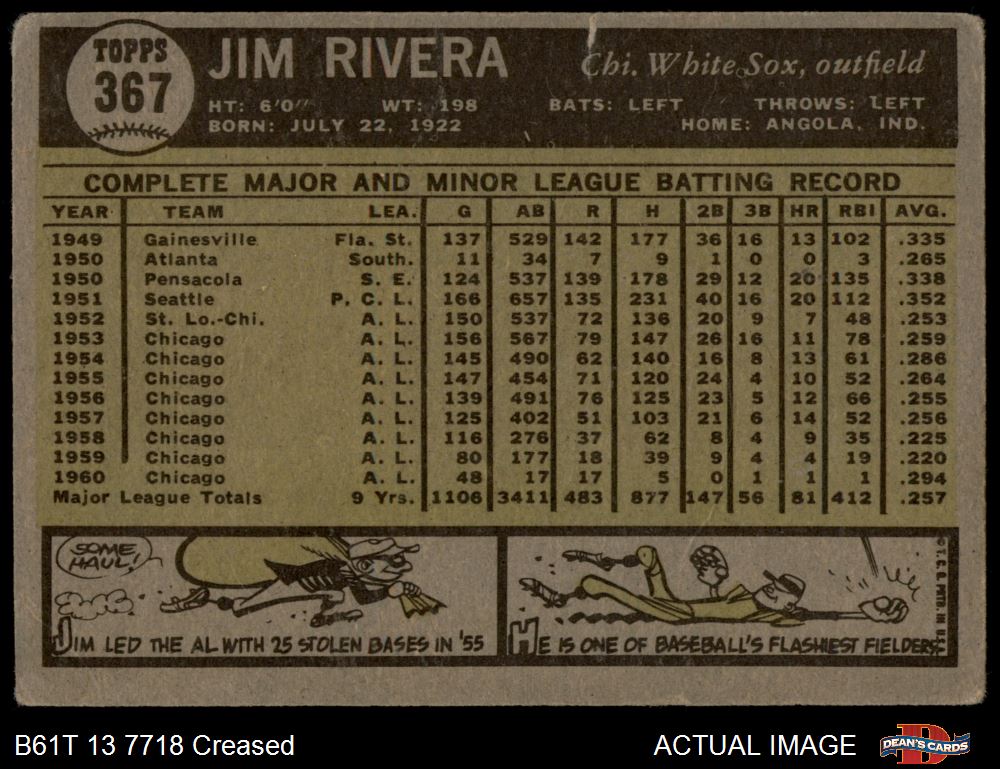 TOPPS
367
JIM RIVERA
Chi. White Sox, outfield
HT: 6'0" WT: 198 BATS: LEFT THROWS: LEFT
BORN: JULY 22, 1922 HOME: ANGOLA, IND.
COMPLETE MAJOR AND MINOR LEAGUE BATTING RECORD
YEAR TEAM LEA. G AB R H 2B 3B HR RBI AVG.
1949 Gainesville Fla. St. 137 529 142 177 36 16 13 102 .335
1950 Atlanta South. 11 34 7 9 1 0 0 3 .265
1950 Pensacola S. E. 124 537 139 178 29 12 20 135 .338
1951 Seattle P. C. L. 166 657 135 231 40 16 20 112 .352
1952 St. Lo.-Chi. A. L. 150 537 72 136 20 9 7 48 .253
1953 Chicago A. L. 156 567 79 147 26 16 11 78 .259
1954 Chicago A. L. 145 490 62 140 16 8 13 61 .286
1955 Chicago A. L. 147 454 71 120 24 4 10 52 .264
1956 Chicago A. L. 139 491 76 125 23 5 12 66 .255
1957 Chicago A. L. 125 402 51 103 21 6 14 52 .256
1958 Chicago A. L. 116 276 37 62 8 4 9 35 .225
1959 Chicago A. L. 80 177 18 39 9 4 4 19 .220
1960 Chicago A. L. 48 17 17 5 0 1 1 1 .294
Major League Totals 9 Yrs. 1106 3411 483 877 147 56 81 412 .257
SOME
HAUL!
JIM LED THE AL WITH 25 STOLEN BASES IN '55
HE IS ONE OF BASEBALL'S FLASHIEST FIELDERS.
© T. C. G. PRTD. IN U.S.A.
B61T 13 7718 Creased
ACTUAL IMAGE
DEAN'S CARDS